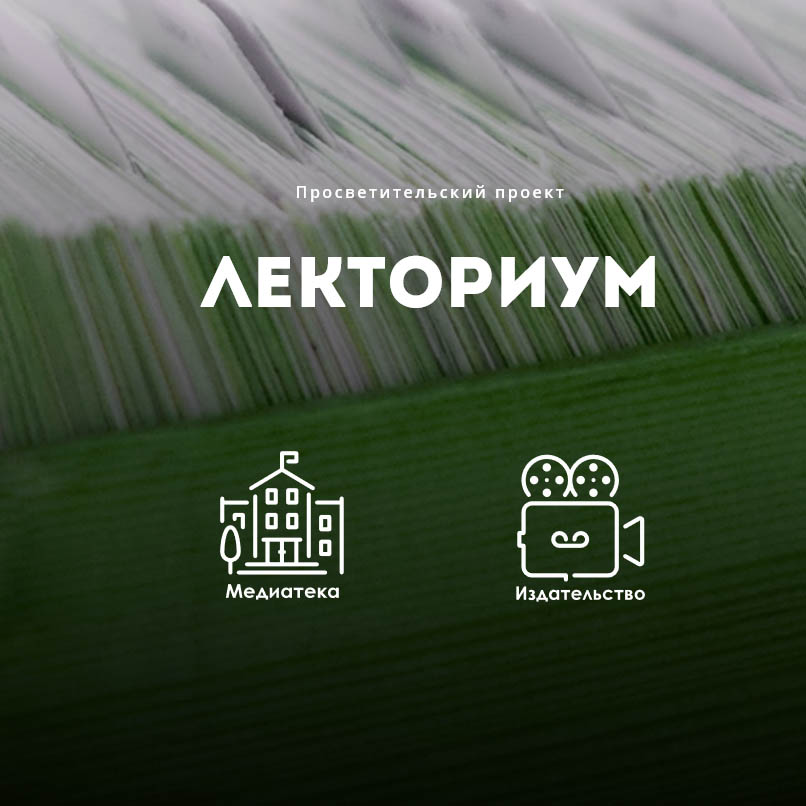 Просветительский проект
ЛЕКТОРИУМ
Медиатека
Издательство